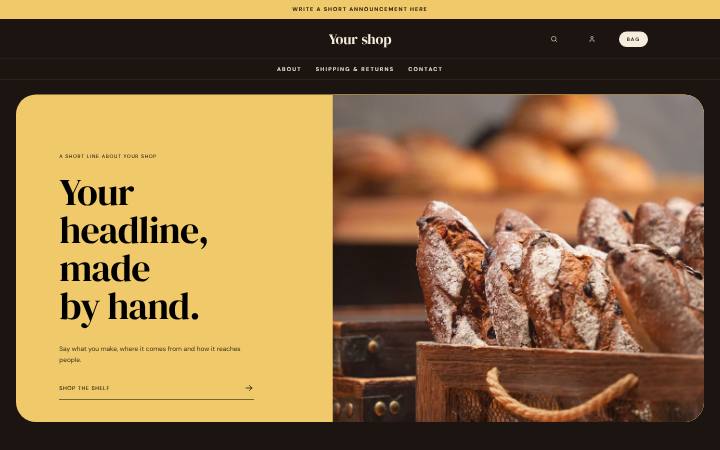 WRITE A SHORT ANNOUNCEMENT HERE
Your shop
BAG
ABOUT SHIPPING & RETURNS CONTACT
A SHORT LINE ABOUT YOUR SHOP
Your
headline,
made
by hand.
Say what you make, where it comes from and how it reaches
people.
SHOP THE SHELF